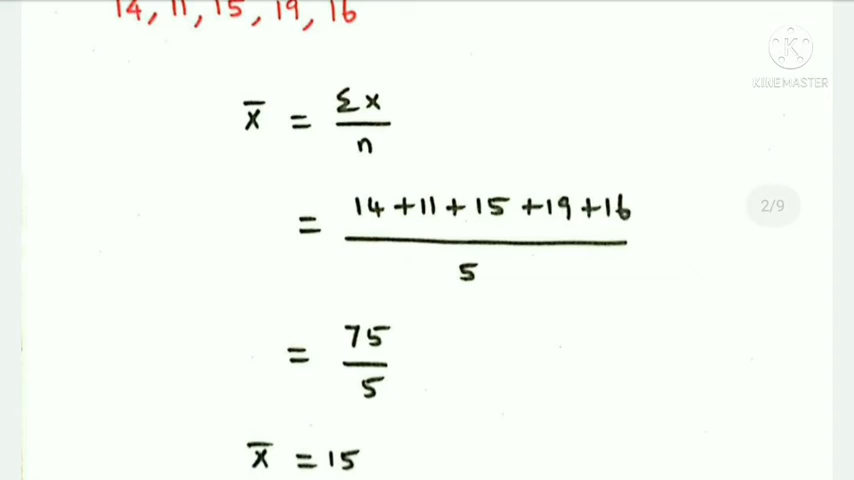 14, 11, 15, 19, 16
KINEMASTER
x̄ = Σx
n
= 14 + 11 + 15 + 19 + 16
5
2/9
= 75
5
x̄ = 15